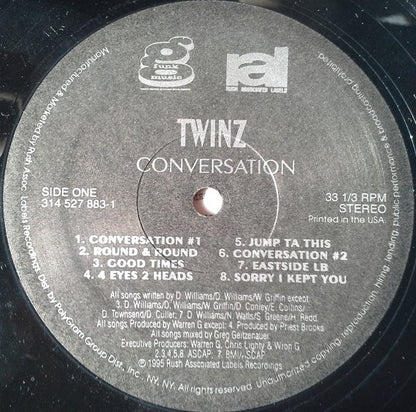 g funk music
ral
RUSH ASSOCIATED LABELS
TWINZ
CONVERSATION
SIDE ONE
314 527 883-1
33 1/3 RPM
STEREO
Printed in the USA.
1. CONVERSATION #1
2. ROUND & ROUND
3. GOOD TIMES
4. 4 EYES 2 HEADS
5. JUMP TA THIS
6. CONVERSATION #2
7. EASTSIDE LB
8. SORRY I KEPT YOU
All songs written by D. Williams/D. Williams/W. Griffin except:
3. D. Williams/D. Williams/W. Griffin/D. Conley/E. Collins/
D. Townsend/D. Cullet; 7. D. Williams/N. Watts/S. Greene/H. Redd.
All songs Produced by Warren G except: 4. Produced by Priest Brooks
All songs mixed by Greg Geitzenauer
Executive Producers: Warren G, Chris Lighty & Wron G
2,3,4,5,8. ASCAP; 7. BMI/ASCAP
℗1995 Rush Associated Labels Recordings
Manufactured & Marketed by Rush Assoc. Labels Recordings. Dist. by PolyGram Group Dist., Inc., NY, NY. All rights reserved. Unauthorized duplication, hiring, lending, public performance & broadcasting prohibited.